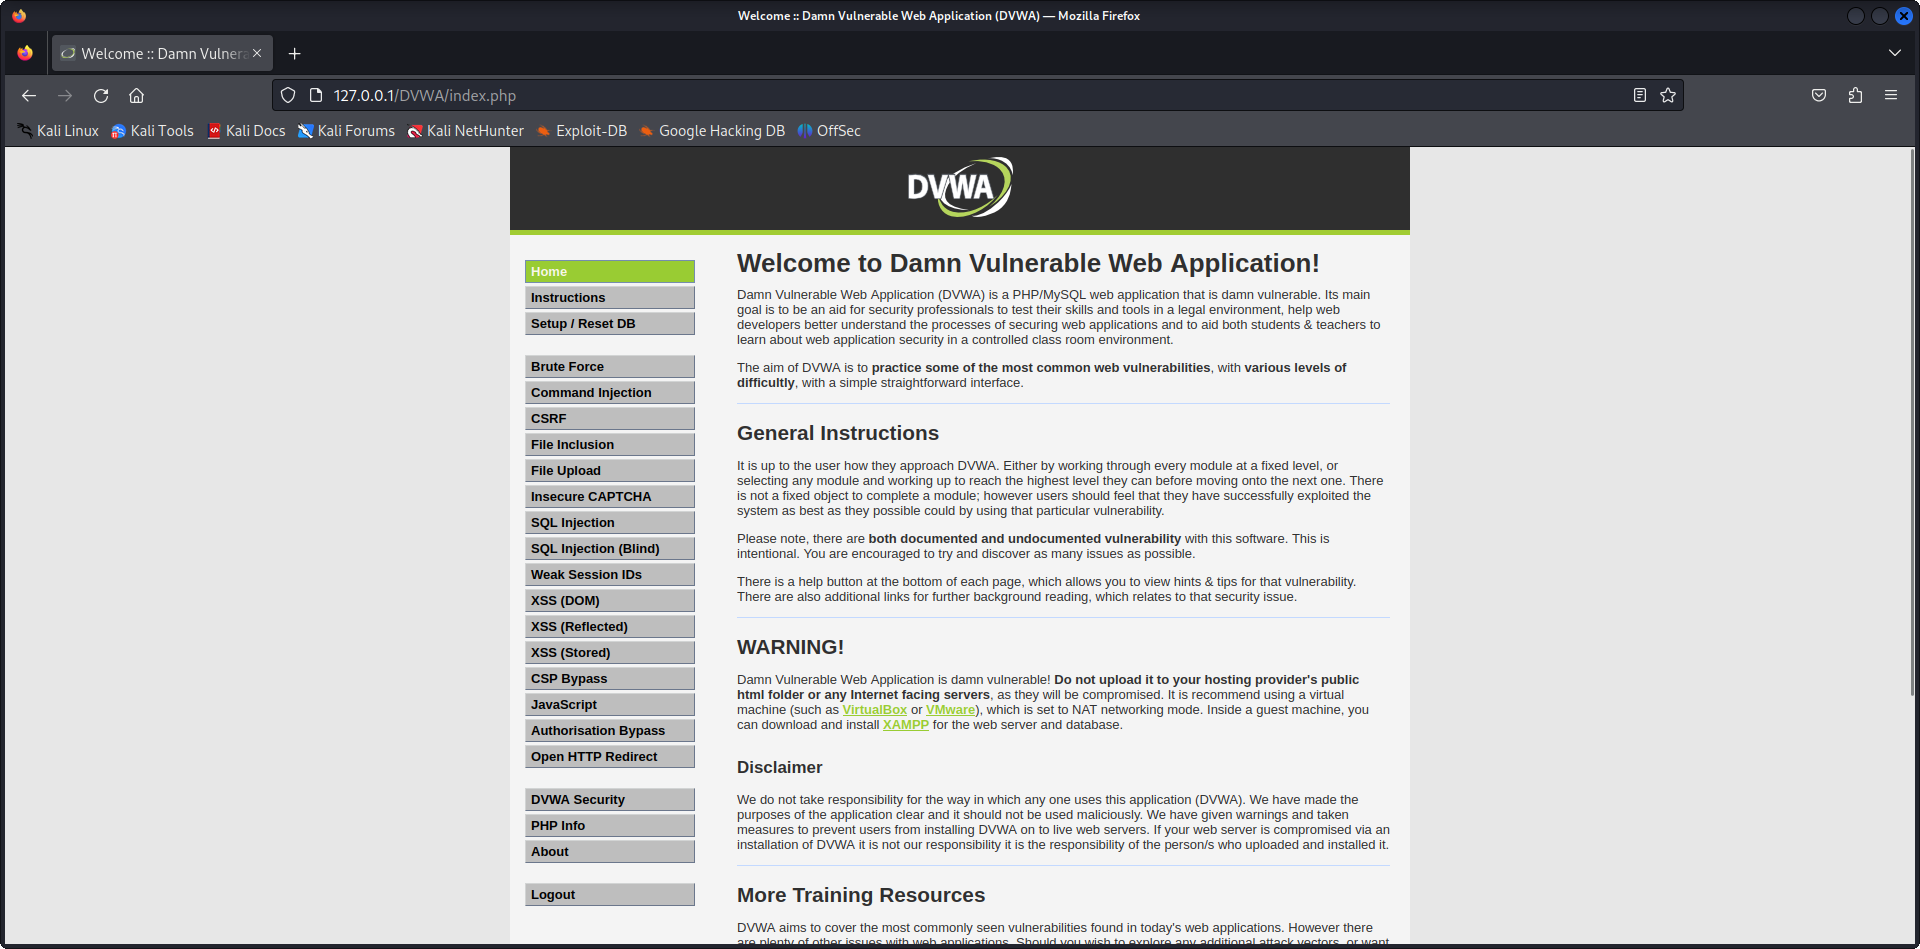 Welcome :: Damn Vulnerable Web Application (DVWA) — Mozilla Firefox
Welcome :: Damn Vulnera
127.0.0.1/DVWA/index.php
Kali Linux Kali Tools Kali Docs Kali Forums Kali NetHunter Exploit-DB Google Hacking DB OffSec
DVWA
Home
Instructions
Setup / Reset DB
Brute Force
Command Injection
CSRF
File Inclusion
File Upload
Insecure CAPTCHA
SQL Injection
SQL Injection (Blind)
Weak Session IDs
XSS (DOM)
XSS (Reflected)
XSS (Stored)
CSP Bypass
JavaScript
Authorisation Bypass
Open HTTP Redirect
DVWA Security
PHP Info
About
Logout
Welcome to Damn Vulnerable Web Application!
Damn Vulnerable Web Application (DVWA) is a PHP/MySQL web application that is damn vulnerable. Its main
goal is to be an aid for security professionals to test their skills and tools in a legal environment, help web
developers better understand the processes of securing web applications and to aid both students & teachers to
learn about web application security in a controlled class room environment.
The aim of DVWA is to practice some of the most common web vulnerabilities, with various levels of
difficultly, with a simple straightforward interface.
General Instructions
It is up to the user how they approach DVWA. Either by working through every module at a fixed level, or
selecting any module and working up to reach the highest level they can before moving onto the next one. There
is not a fixed object to complete a module; however users should feel that they have successfully exploited the
system as best as they possible could by using that particular vulnerability.
Please note, there are both documented and undocumented vulnerability with this software. This is
intentional. You are encouraged to try and discover as many issues as possible.
There is a help button at the bottom of each page, which allows you to view hints & tips for that vulnerability.
There are also additional links for further background reading, which relates to that security issue.
WARNING!
Damn Vulnerable Web Application is damn vulnerable! Do not upload it to your hosting provider's public
html folder or any Internet facing servers, as they will be compromised. It is recommend using a virtual
machine (such as VirtualBox or VMware), which is set to NAT networking mode. Inside a guest machine, you
can download and install XAMPP for the web server and database.
Disclaimer
We do not take responsibility for the way in which any one uses this application (DVWA). We have made the
purposes of the application clear and it should not be used maliciously. We have given warnings and taken
measures to prevent users from installing DVWA on to live web servers. If your web server is compromised via an
installation of DVWA it is not our responsibility it is the responsibility of the person/s who uploaded and installed it.
More Training Resources
DVWA aims to cover the most commonly seen vulnerabilities found in today's web applications. However there
are plenty of other issues with web applications. Should you wish to explore any additional attack vectors, or want